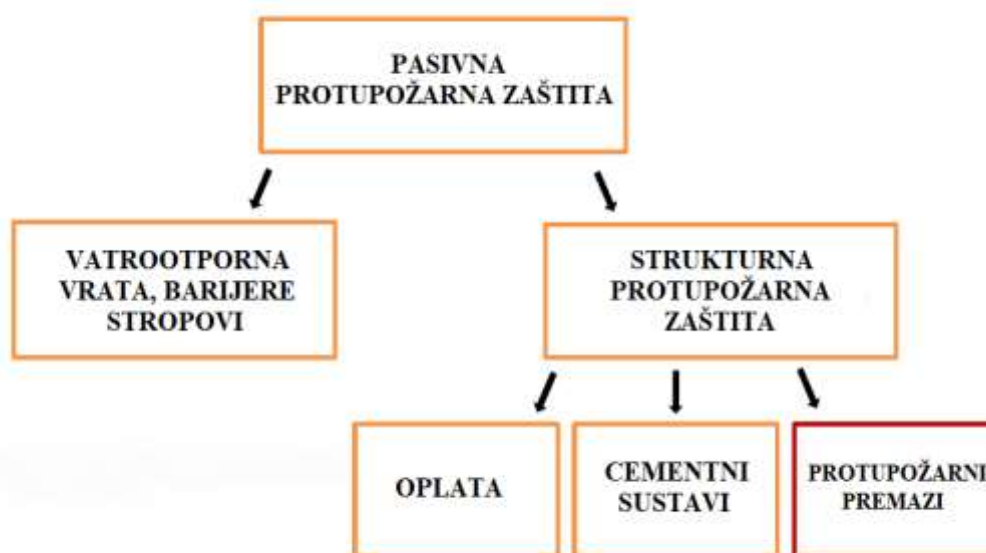 PASIVNA
PROTUPOŽARNA ZAŠTITA
VATROOTPORNA
VRATA, BARIJERE
STROPOVI
STRUKTURNA
PROTUPOŽARNA
ZAŠTITA
OPLATA
CEMENTNI
SUSTAVI
PROTUPOŽARNI
PREMAZI